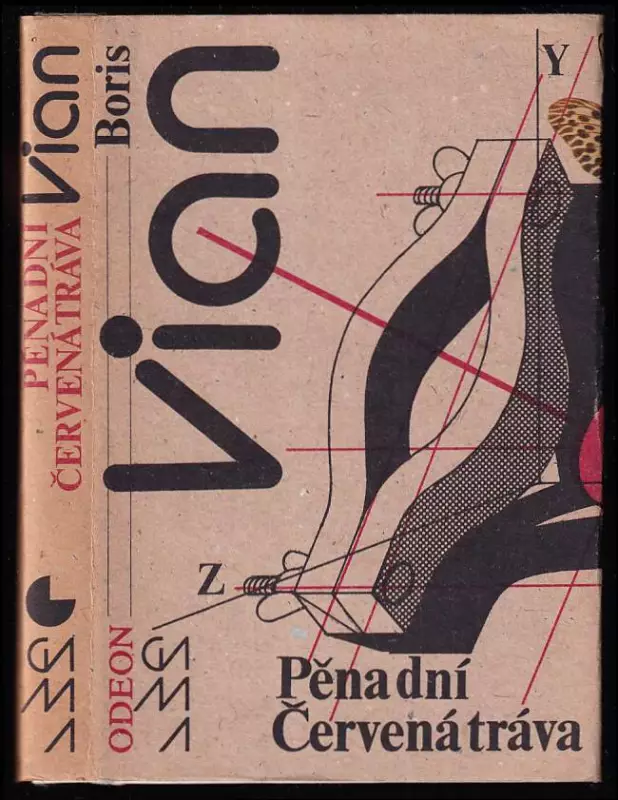 Vian
PĚNA DNÍ
ČERVENÁ TRÁVA
Boris
Vian
ODEON
Y
Z
Pěna dní
Červená tráva